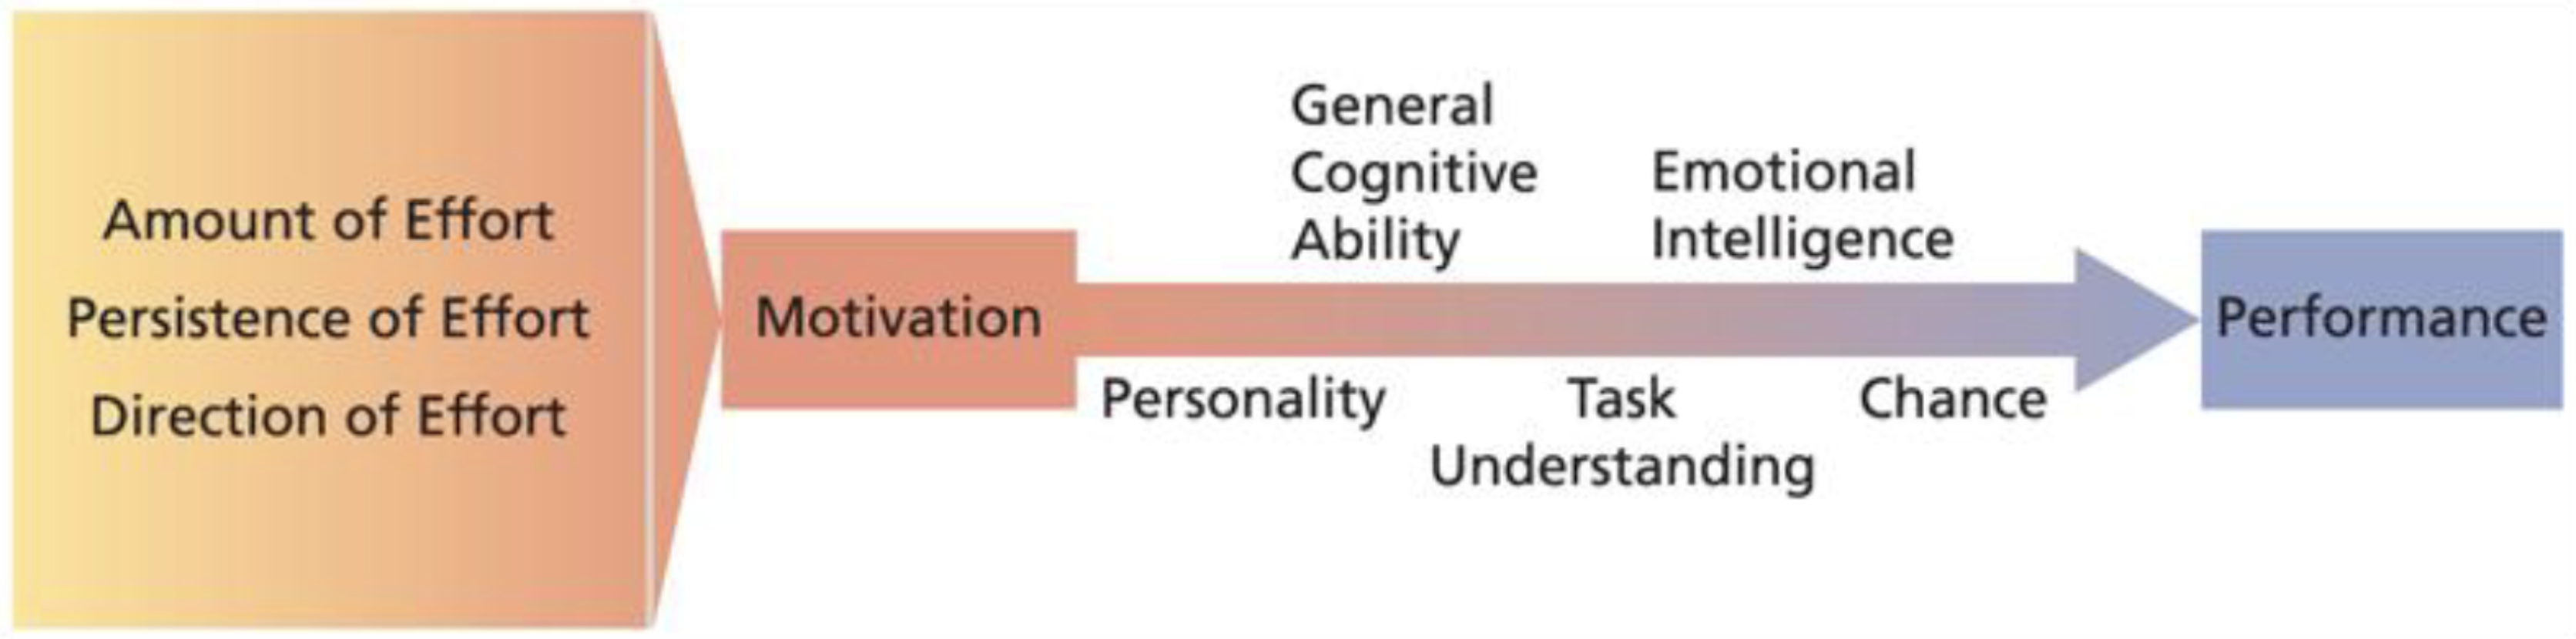 Amount of Effort
Persistence of Effort
Direction of Effort
Motivation
General
Cognitive
Ability
Emotional
Intelligence
Personality
Task
Understanding
Chance
Performance